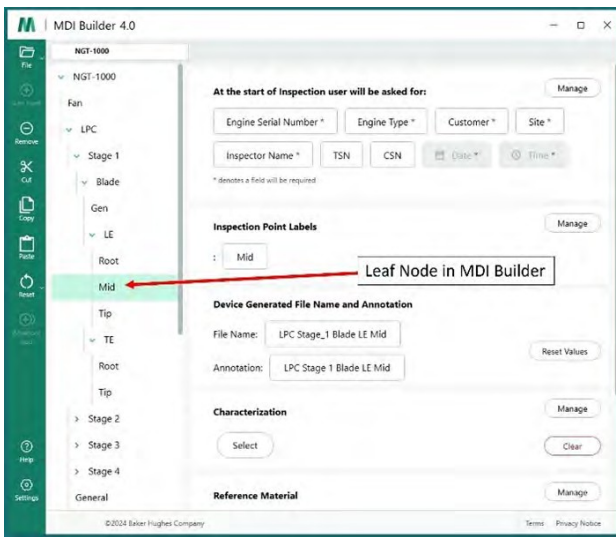 MDI Builder 4.0
File
NGT-1000
Remove
Cut
Copy
Paste
Reset
Help
Settings
NGT-1000
Fan
LPC
Stage 1
Blade
Gen
LE
Root
Mid
Tip
TE
Root
Tip
Stage 2
Stage 3
Stage 4
General
At the start of Inspection user will be asked for:
Manage
Engine Serial Number * Engine Type * Customer * Site *
Inspector Name * TSN CSN Date * Time *
* denotes a field will be required
Inspection Point Labels
Manage
: Mid
Leaf Node in MDI Builder
Device Generated File Name and Annotation
File Name: LPC Stage_1 Blade LE Mid
Reset Values
Annotation: LPC Stage 1 Blade LE Mid
Characterization
Manage
Select
Clear
Reference Material
Manage
©2024 Baker Hughes Company
Terms Privacy Notice